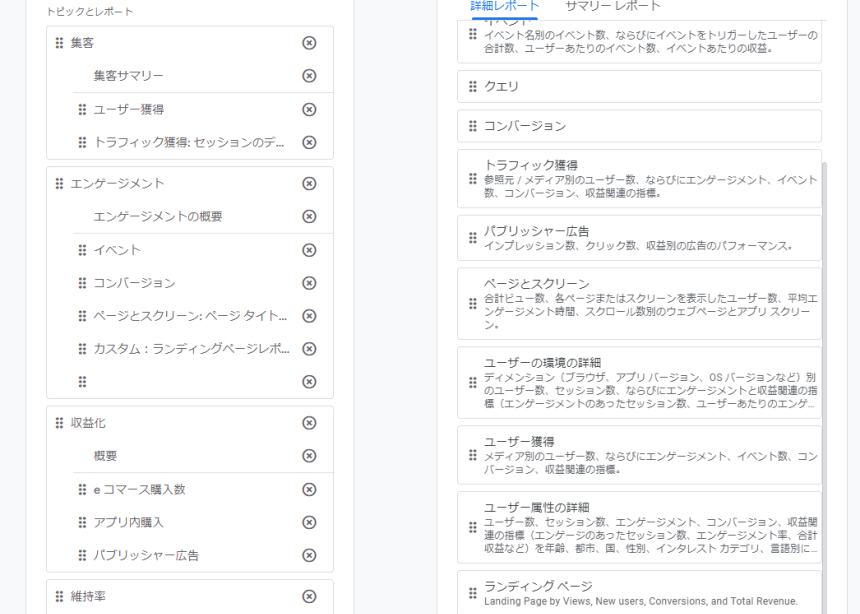 トピックとレポート
集客
集客サマリー
ユーザー獲得
トラフィック獲得: セッションのデ...
エンゲージメント
エンゲージメントの概要
イベント
コンバージョン
ページとスクリーン: ページ タイト...
カスタム：ランディングページレポ...
収益化
概要
e コマース購入数
アプリ内購入
パブリッシャー広告
維持率
詳細レポート
サマリー レポート
イベント
イベント名別のイベント数、ならびにイベントをトリガーしたユーザーの
合計数、ユーザーあたりのイベント数、イベントあたりの収益。
クエリ
コンバージョン
トラフィック獲得
参照元 / メディア別のユーザー数、ならびにエンゲージメント、イベント
数、コンバージョン、収益関連の指標。
パブリッシャー広告
インプレッション数、クリック数、収益別の広告のパフォーマンス。
ページとスクリーン
合計ビュー数、各ページまたはスクリーンを表示したユーザー数、平均エ
ンゲージメント時間、スクロール数別のウェブページとアプリ スクリー
ン。
ユーザーの環境の詳細
ディメンション（ブラウザ、アプリ バージョン、OS バージョンなど）別
のユーザー数、セッション数、ならびにエンゲージメントと収益関連の指
標（エンゲージメントのあったセッション数、ユーザーあたりのエンゲ...
ユーザー獲得
メディア別のユーザー数、ならびにエンゲージメント、イベント数、コン
バージョン、収益関連の指標。
ユーザー属性の詳細
ユーザー数、セッション数、エンゲージメント、コンバージョン、収益関
連の指標（エンゲージのあったセッション数、エンゲージメント率、合計
収益など）を年齢、都市、国、性別、インタレスト カテゴリ、言語別に...
ランディング ページ
Landing Page by Views, New users, Conversions, and Total Revenue.